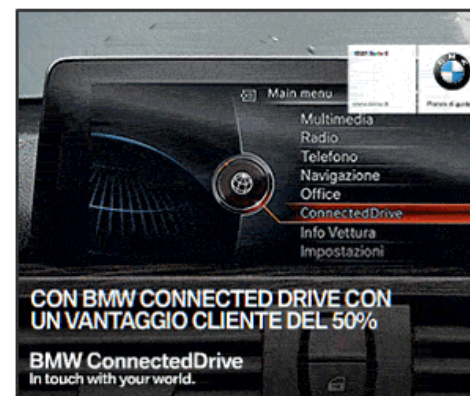 BMW
Main menu
Multimedia
Radio
Telefono
Navigazione
Office
ConnectedDrive
Info Vettura
Impostazioni
CON BMW CONNECTED DRIVE CON
UN VANTAGGIO CLIENTE DEL 50%
BMW ConnectedDrive
In touch with your world.